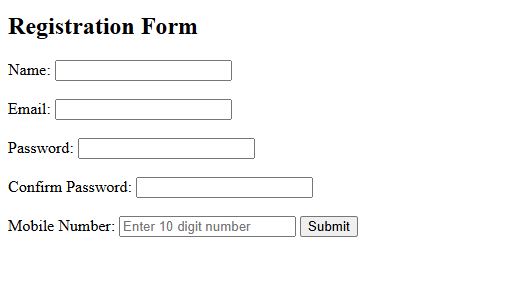 Registration Form
Name:
Email:
Password:
Confirm Password:
Mobile Number: Enter 10 digit number Submit